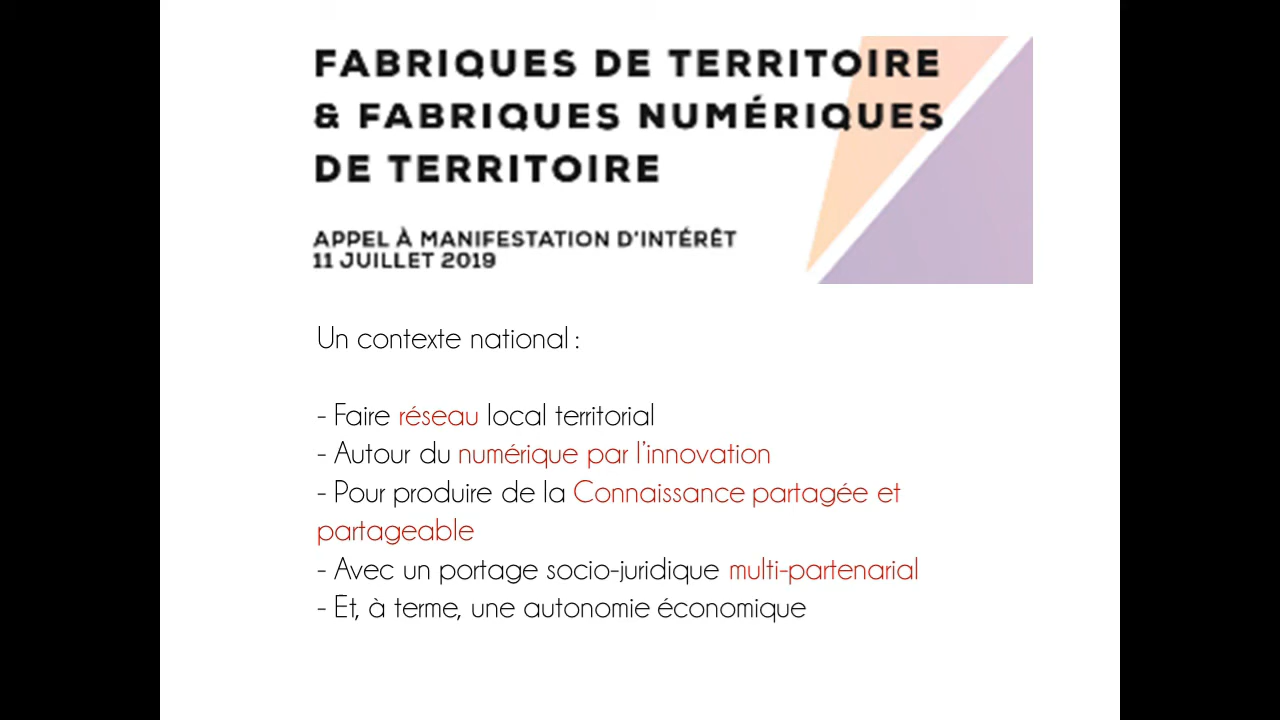 FABRIQUES DE TERRITOIRE
& FABRIQUES NUMÉRIQUES
DE TERRITOIRE
APPEL À MANIFESTATION D'INTÉRÊT
11 JUILLET 2019
Un contexte national :
- Faire réseau local territorial
- Autour du numérique par l'innovation
- Pour produire de la Connaissance partagée et
partageable
- Avec un portage socio-juridique multi-partenarial
- Et, à terme, une autonomie économique